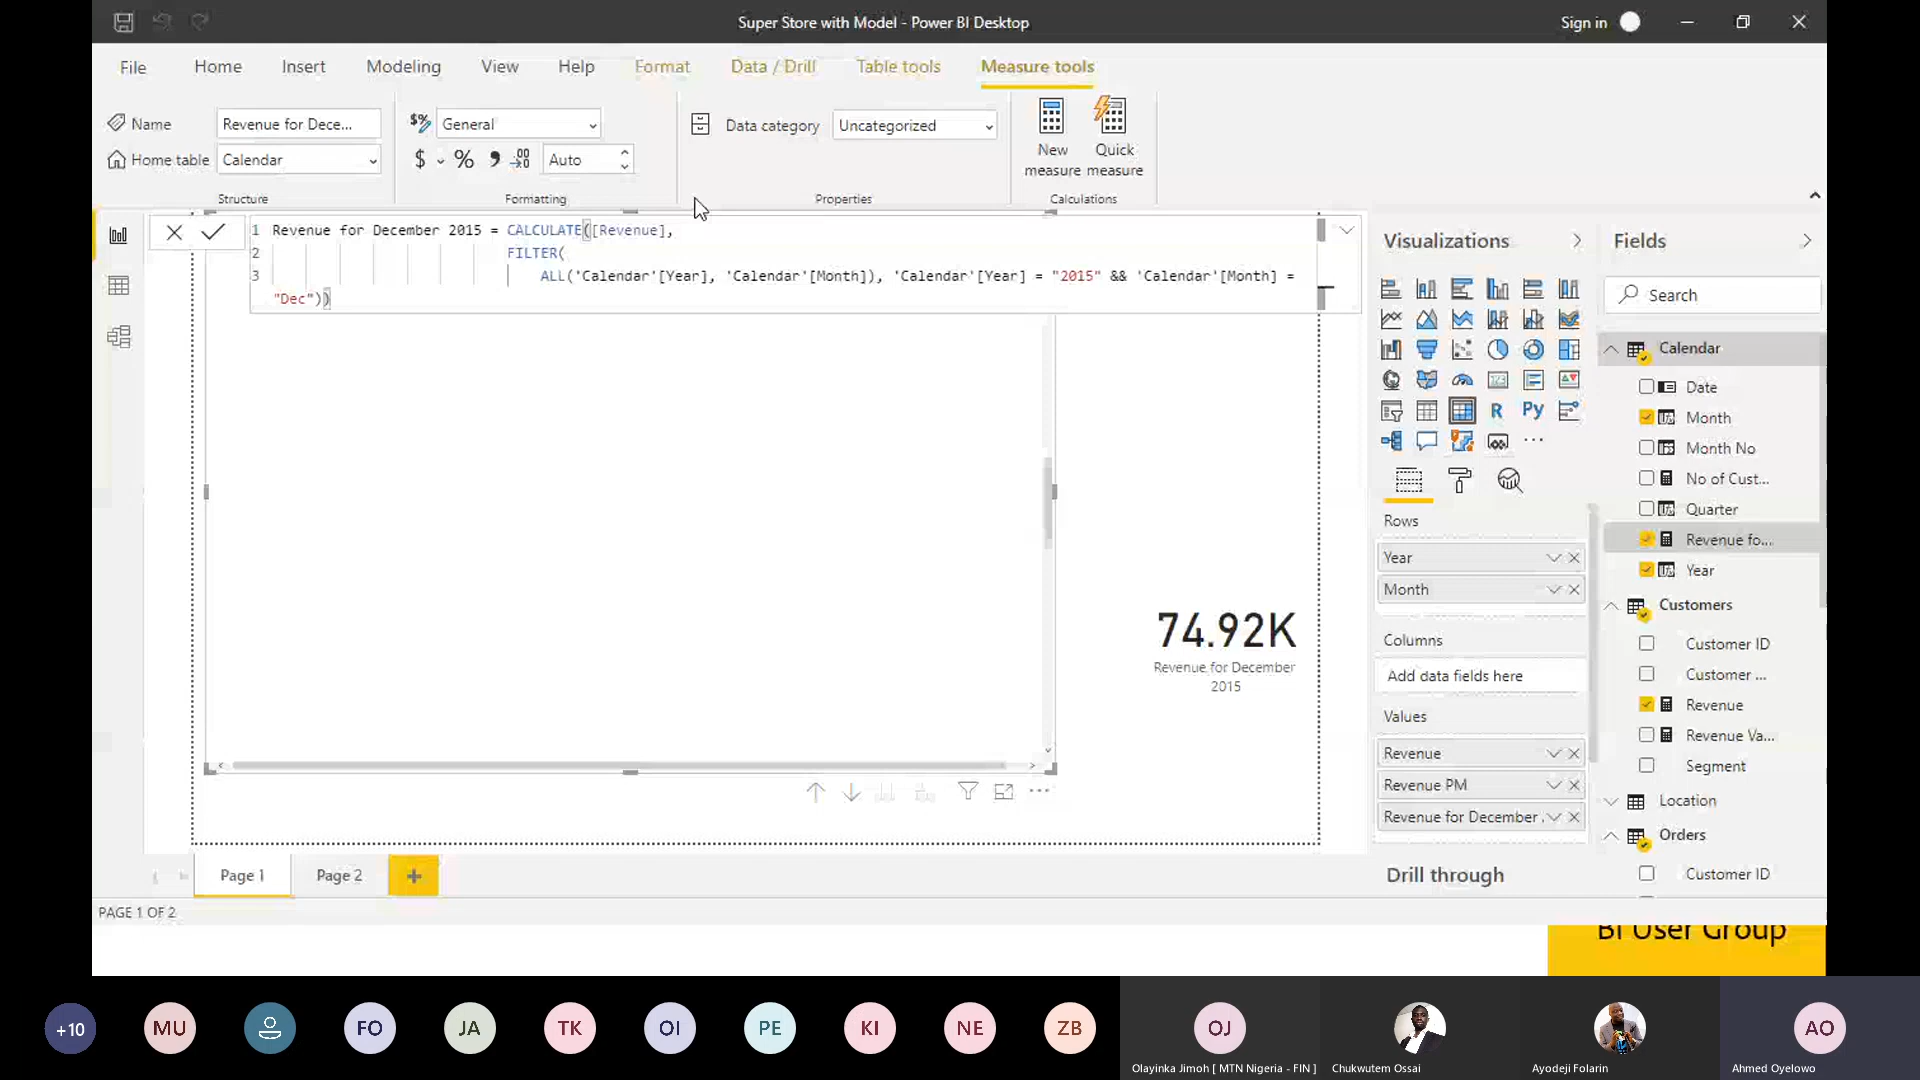 Super Store with Model - Power BI Desktop
Sign in
File
Home
Insert
Modeling
View
Help
Format
Data / Drill
Table tools
Measure tools
Name
Revenue for Dece...
Home table
Calendar
Structure
$%
General
$
%
Auto
Formatting
Data category
Uncategorized
Properties
New
measure
Quick
measure
Calculations
1 Revenue for December 2015 = CALCULATE([Revenue],
2 FILTER(
3 ALL('Calendar'[Year], 'Calendar'[Month]), 'Calendar'[Year] = "2015" && 'Calendar'[Month] =
"Dec"))
74.92K
Revenue for December
2015
Visualizations
R
Py
Rows
Year
Month
Columns
Add data fields here
Values
Revenue
Revenue PM
Revenue for December
Drill through
Fields
Search
Calendar
Date
Month
Month No
No of Cust...
Quarter
Revenue fo...
Year
Customers
Customer ID
Customer ...
Revenue
Revenue Va...
Segment
Location
Orders
Customer ID
Page 1
Page 2
PAGE 1 OF 2
BI User Group
+10
MU
FO
JA
TK
OI
PE
KI
NE
ZB
OJ
AO
Olayinka Jimoh [ MTN Nigeria - FIN ]
Chukwutem Ossai
Ayodeji Folarin
Ahmed Oyelowo